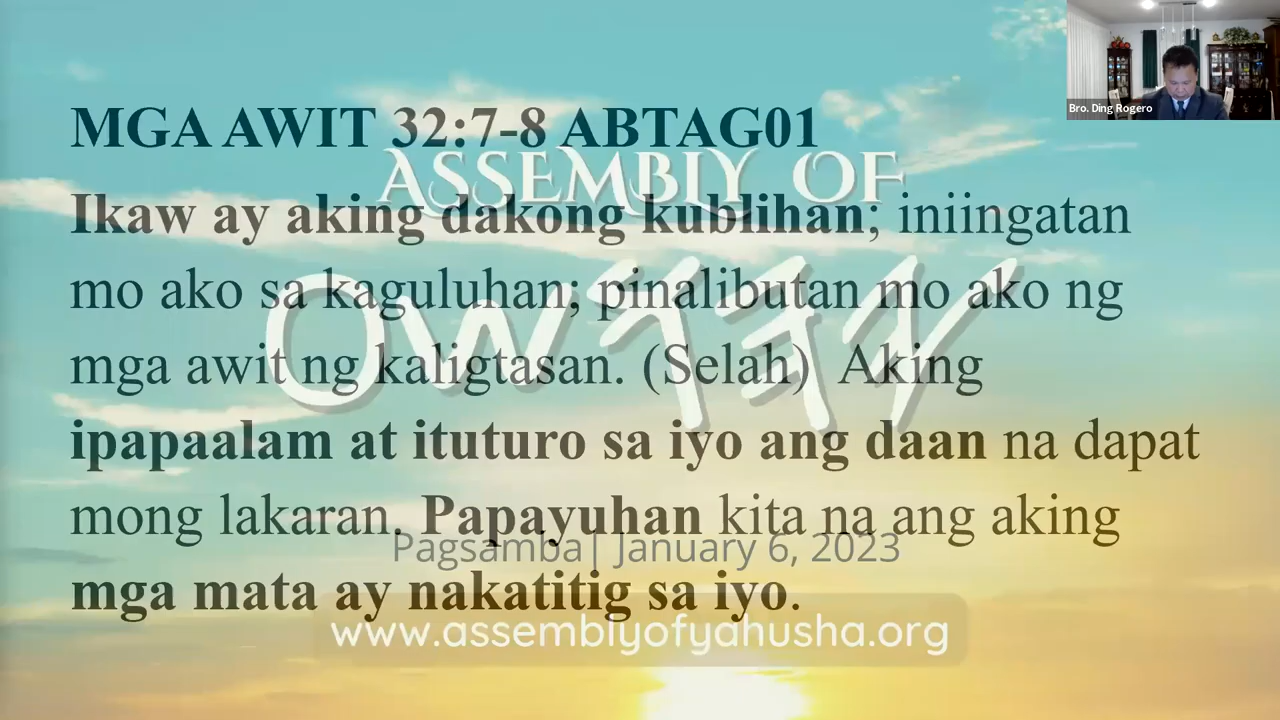 Bro. Ding Rogero
MGA AWIT 32:7-8 ABTAG01
ASSEMBLY OF
Ikaw ay aking dakong kublihan; iniingatan
mo ako sa kaguluhan; pinalibutan mo ako ng
𐤉𐤄𐤅𐤔𐤏
mga awit ng kaligtasan. (Selah) Aking
ipapaalam at ituturo sa iyo ang daan na dapat
mong lakaran. Papayuhan kita na ang aking
Pagsamba| January 6, 2023
mga mata ay nakatitig sa iyo.
www.assemblyofyahusha.org